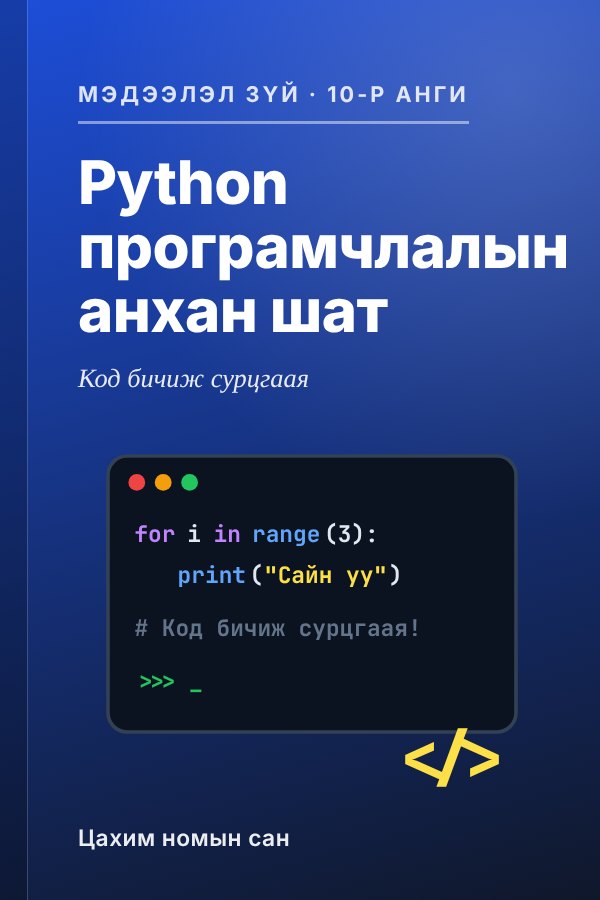 МЭДЭЭЛЭЛ ЗҮЙ · 10-Р АНГИ
Python
програмчлалын
анхан шат
Код бичиж сурцгаая
for i in range(3):
print("Сайн уу")
# Код бичиж сурцгаая!
>>> _
</>
Цахим номын сан